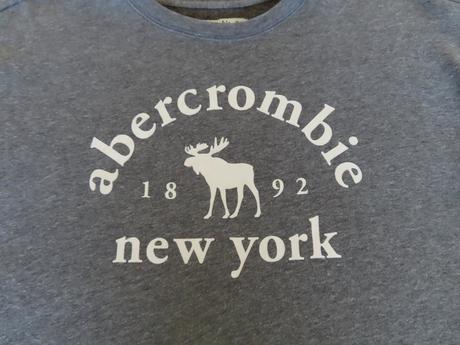 abercrombie
18 92
new york